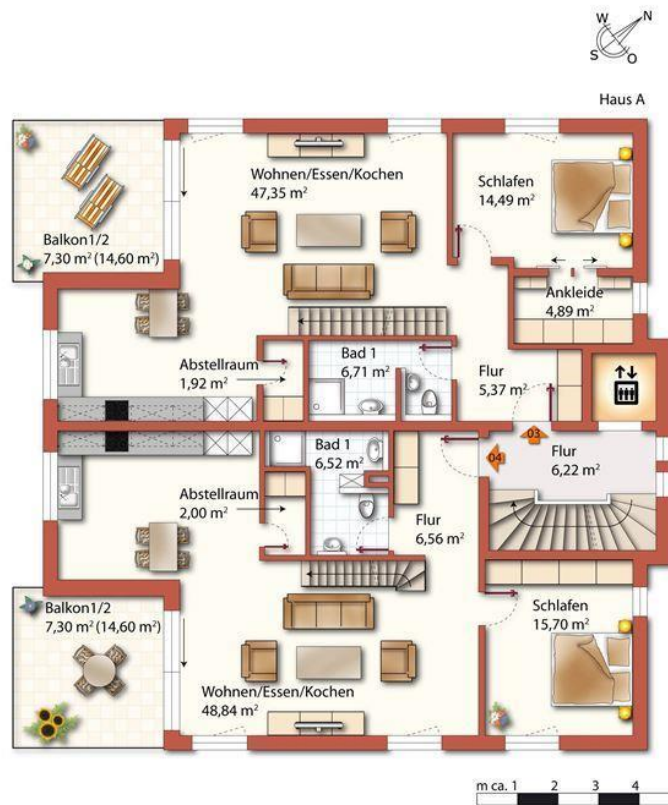 W N
S O
Haus A
Wohnen/Essen/Kochen
47,35 m²
Schlafen
14,49 m²
Balkon1/2
7,30 m² (14,60 m²)
Ankleide
4,89 m²
Abstellraum
1,92 m²
Bad 1
6,71 m²
Flur
5,37 m²
03
04
Flur
6,22 m²
Bad 1
6,52 m²
Abstellraum
2,00 m²
Flur
6,56 m²
Balkon1/2
7,30 m² (14,60 m²)
Schlafen
15,70 m²
Wohnen/Essen/Kochen
48,84 m²
m ca. 1 2 3 4